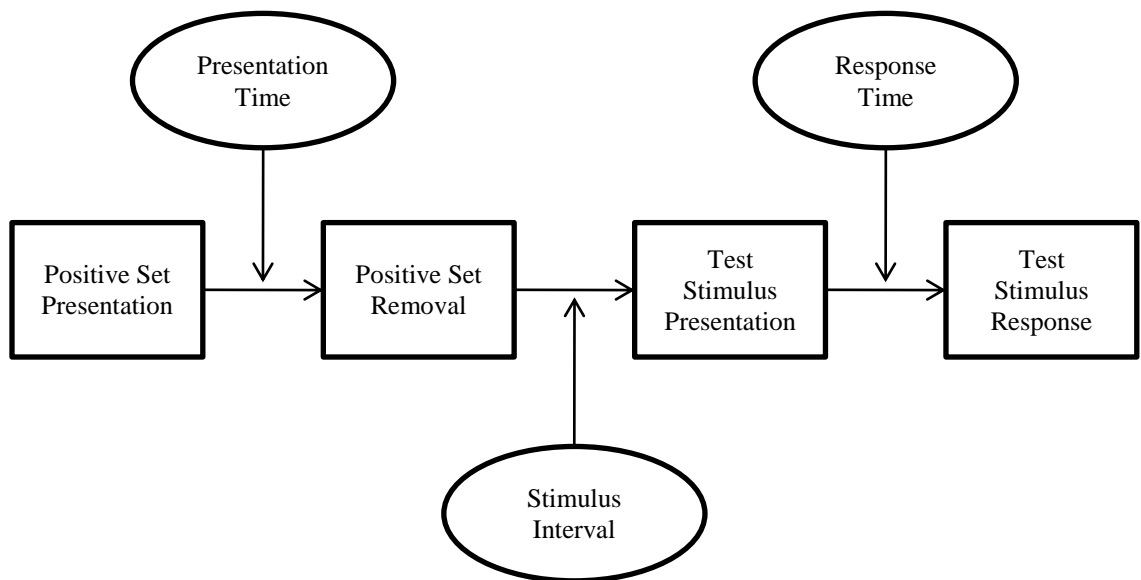 Presentation
Time
Response
Time
Positive Set
Presentation
Positive Set
Removal
Test
Stimulus
Presentation
Test
Stimulus
Response
Stimulus
Interval